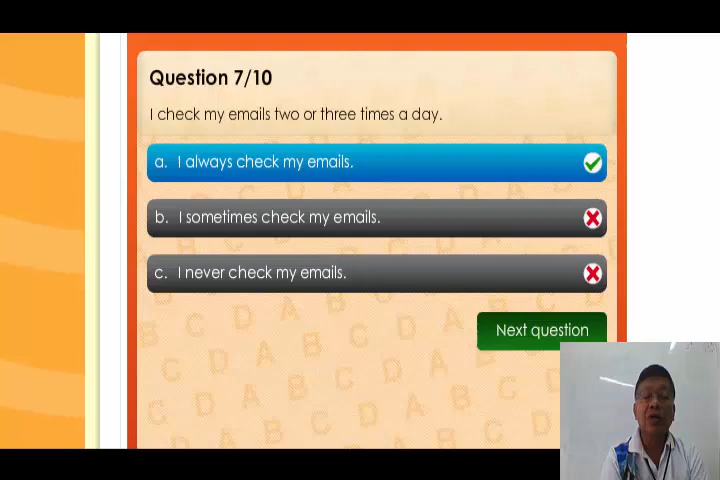 Question 7/10
I check my emails two or three times a day.
a. I always check my emails.
b. I sometimes check my emails.
c. I never check my emails.
Next question